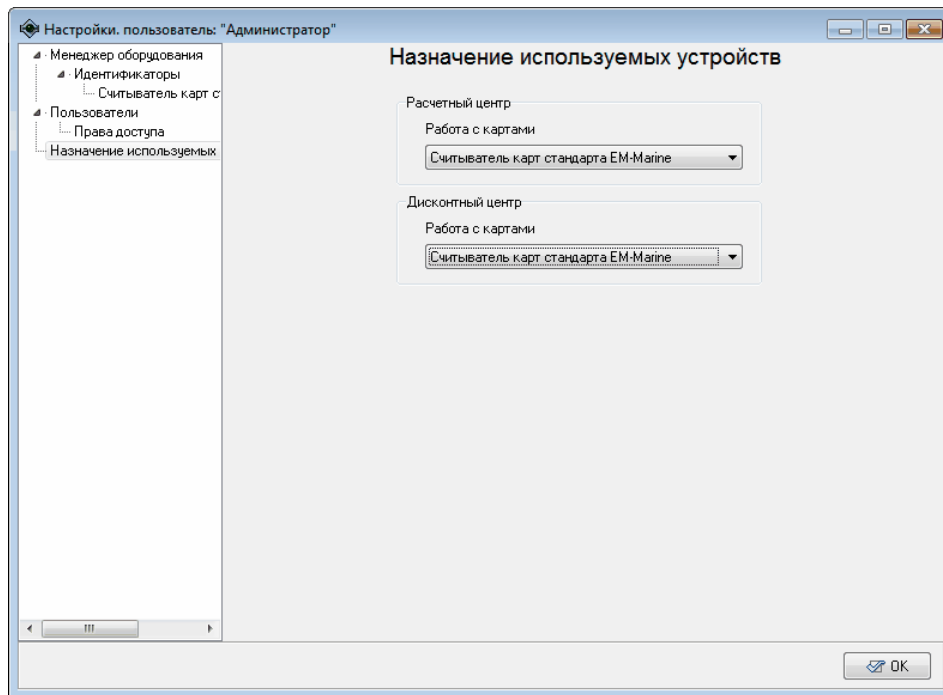 Настройки. пользователь: "Администратор"
Менеджер оборудования
Идентификаторы
Считыватель карт с
Пользователи
Права доступа
Назначение используемых
Назначение используемых устройств
Расчетный центр
Работа с картами
Считыватель карт стандарта EM-Marine
Дисконтный центр
Работа с картами
Считыватель карт стандарта EM-Marine
OK